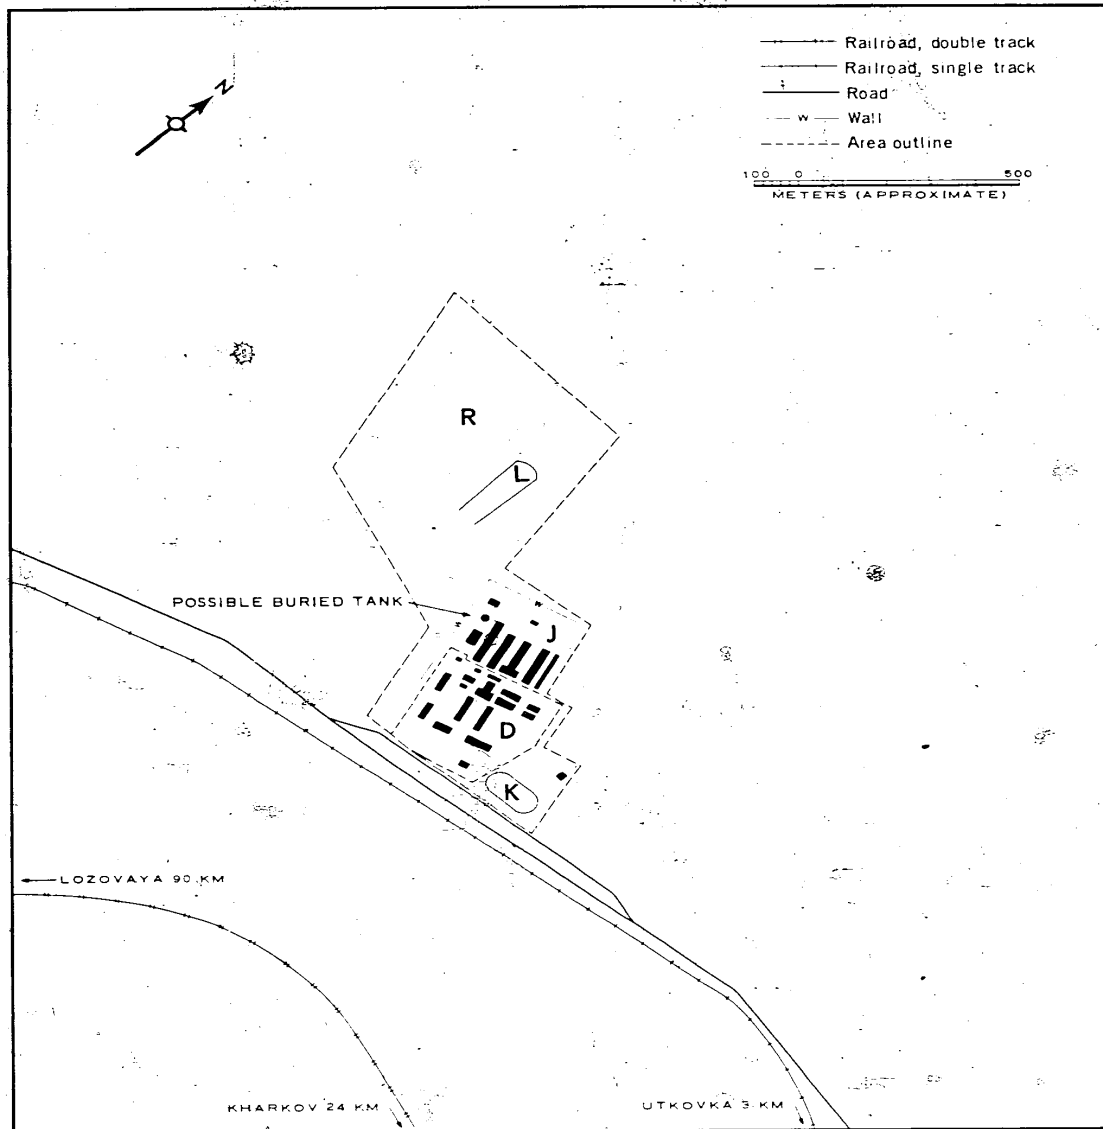 Railroad, double track
Railroad, single track
Road
W Wall
Area outline
N
100 0 500
METERS (APPROXIMATE)
R
L
POSSIBLE BURIED TANK
W
J
D
K
LOZOVAYA 90 KM
KHARKOV 24 KM
UTKOVKA 3 KM